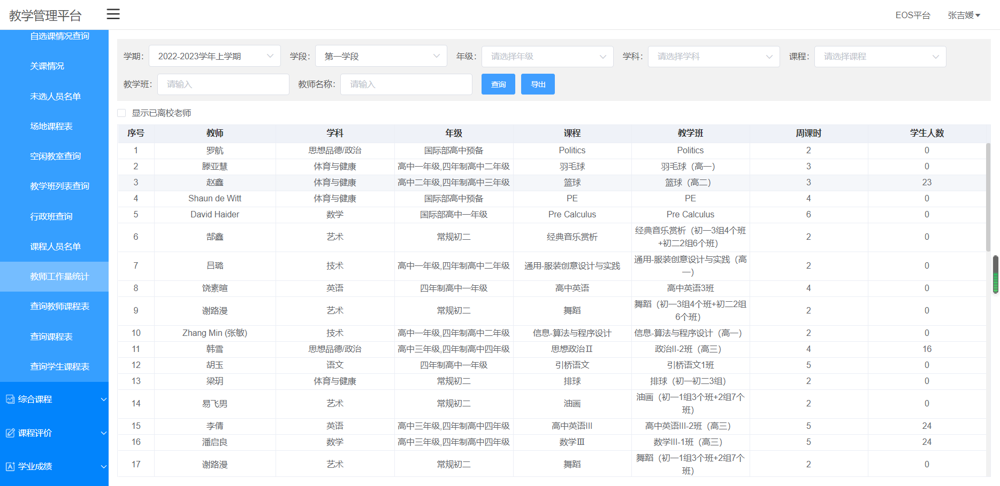 教学管理平台
EOS平台 张吉媛
自选课情况查询
关课情况
未选人员名单
场地课程表
空闲教室查询
教学班列表查询
行政班查询
课程人员名单
教师工作量统计
查询教师课程表
查询课程表
查询学生课程表
综合课程
课程评价
学业成绩
学期： 2022-2023学年上学期 学段： 第一学段 年级： 请选择年级 学科： 请选择学科 课程： 请选择课程
教学班： 请输入 教师名称： 请输入 查询 导出
显示已离校老师
序号 教师 学科 年级 课程 教学班 周课时 学生人数
1 罗航 思想品德/政治 国际部高中预备 Politics Politics 2 0
2 滕亚慧 体育与健康 高中一年级,四年制高中二年级 羽毛球 羽毛球（高一） 3 0
3 赵鑫 体育与健康 高中二年级,四年制高中三年级 篮球 篮球（高二） 3 23
4 Shaun de Witt 体育与健康 国际部高中预备 PE PE 4 0
5 David Haider 数学 国际部高中一年级 Pre Calculus Pre Calculus 6 0
6 郜鑫 艺术 常规初二 经典音乐赏析 经典音乐赏析（初一3组4个班
+初二2组6个班） 2 0
7 吕璐 技术 高中一年级,四年制高中二年级 通用-服装创意设计与实践 通用-服装创意设计与实践（高
一） 2 0
8 饶素暄 英语 四年制高中一年级 高中英语 高中英语3班 4 0
9 谢路漫 艺术 常规初二 舞蹈 舞蹈（初一3组4个班+初二2组
6个班） 2 0
10 Zhang Min (张敏) 技术 高中一年级,四年制高中二年级 信息-算法与程序设计 信息-算法与程序设计（高一） 2 0
11 韩雪 思想品德/政治 高中三年级,四年制高中四年级 思想政治Ⅱ 政治II-2班（高三） 4 16
12 胡玉 语文 四年制高中一年级 引桥语文 引桥语文1班 5 0
13 梁玥 体育与健康 常规初二 排球 排球（初一初二3组） 2 0
14 易飞男 艺术 常规初二 油画 油画（初一1组3个班+2组7个
班） 2 0
15 李倩 英语 高中三年级,四年制高中四年级 高中英语III 高中英语III-2班（高三） 5 24
16 潘启良 数学 高中三年级,四年制高中四年级 数学Ⅲ 数学III-1班（高三） 5 24
17 谢路漫 艺术 常规初二 舞蹈 舞蹈（初一1组3个班+2组7个
班） 2 0